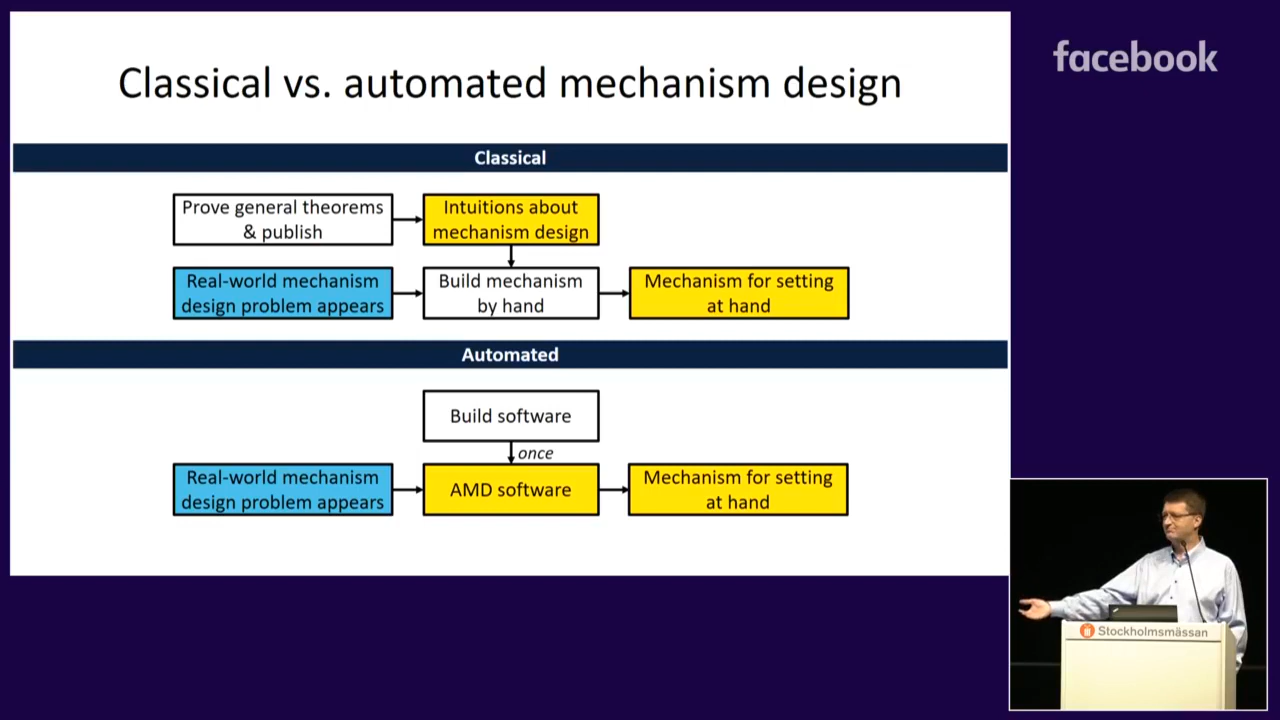 Classical vs. automated mechanism design
facebook
Classical
Prove general theorems
& publish
Intuitions about
mechanism design
Real-world mechanism
design problem appears
Build mechanism
by hand
Mechanism for setting
at hand
Automated
Build software
once
Real-world mechanism
design problem appears
AMD software
Mechanism for setting
at hand
Stockholmsmässan